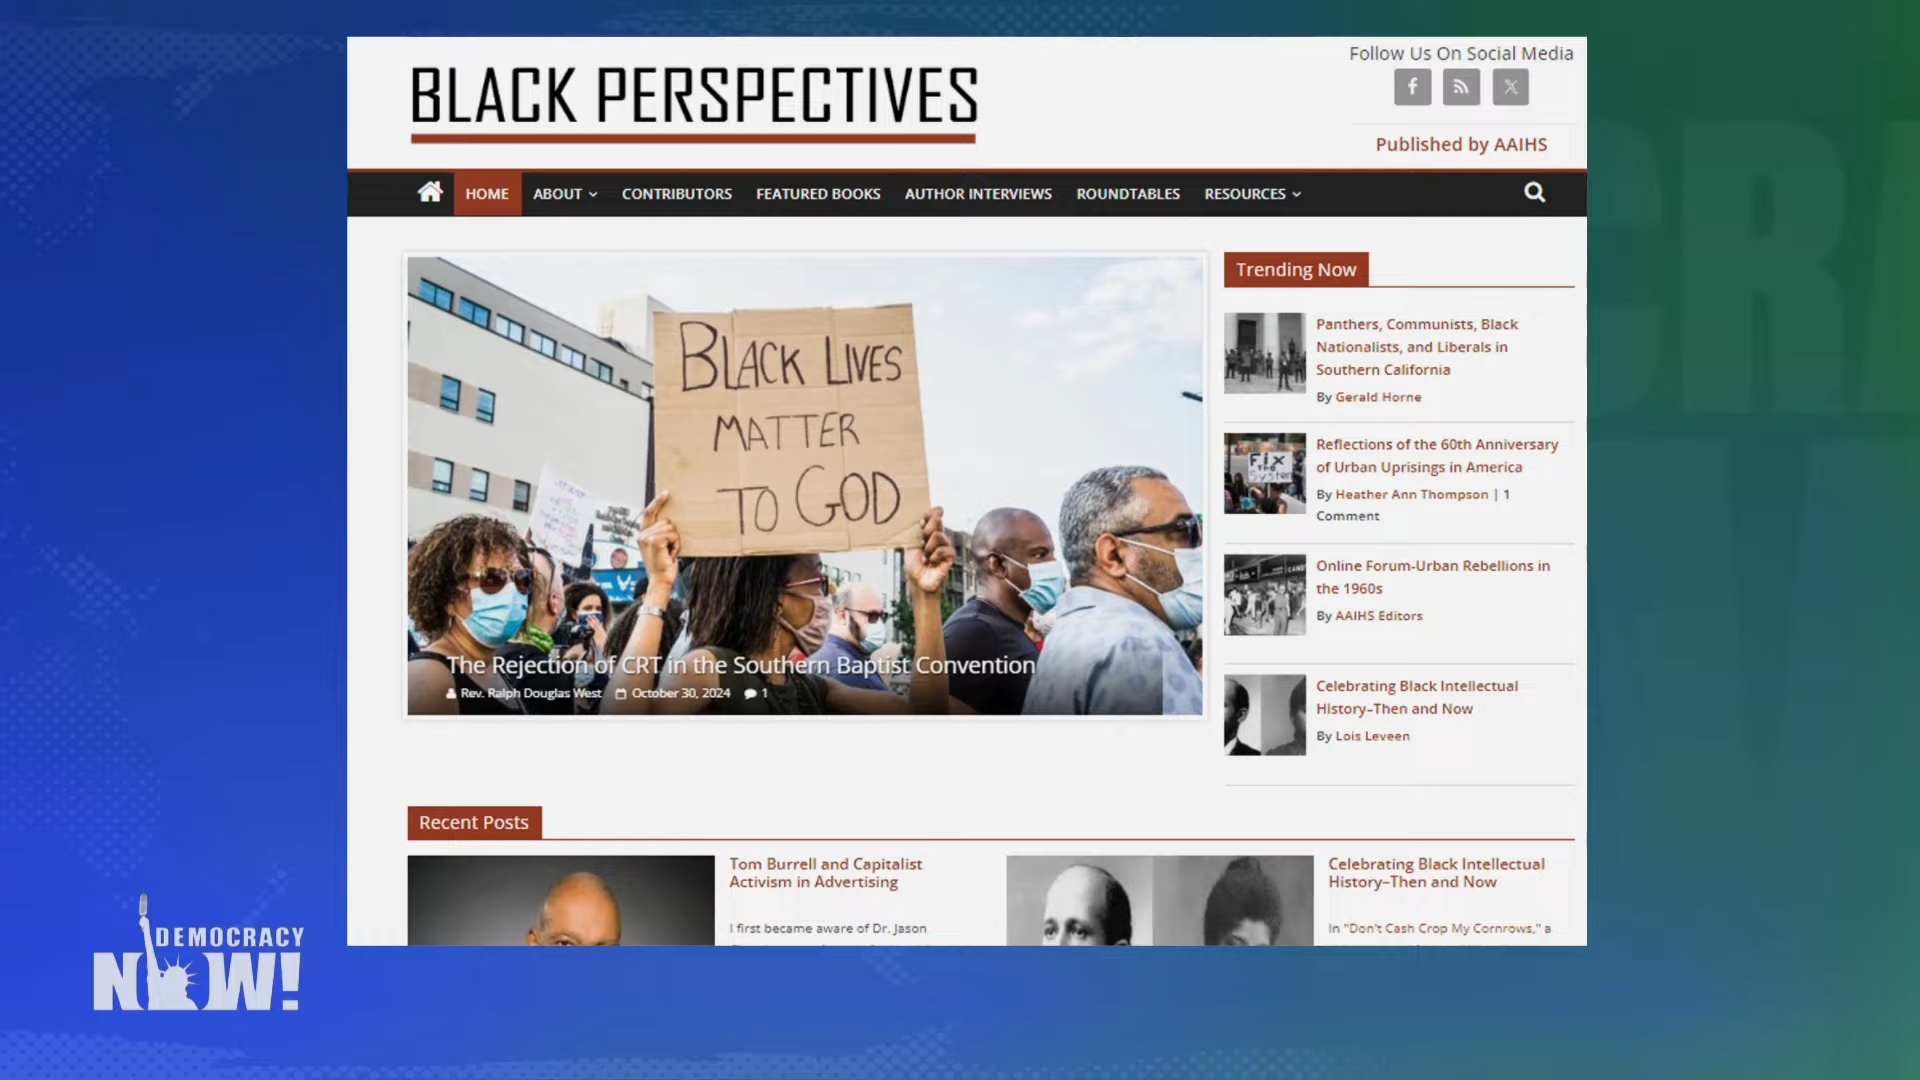 BLACK PERSPECTIVES
Follow Us On Social Media
Published by AAIHS
HOME
ABOUT
CONTRIBUTORS
FEATURED BOOKS
AUTHOR INTERVIEWS
ROUNDTABLES
RESOURCES
BLACK LIVES
MATTER
TO GOD
The Rejection of CRT in the Southern Baptist Convention
Rev. Ralph Douglas West October 30, 2024 1
Trending Now
Panthers, Communists, Black
Nationalists, and Liberals in
Southern California
By Gerald Horne
FIX
THE
SYSTEM
Reflections of the 60th Anniversary
of Urban Uprisings in America
By Heather Ann Thompson | 1
Comment
Online Forum-Urban Rebellions in
the 1960s
By AAIHS Editors
Celebrating Black Intellectual
History–Then and Now
By Lois Leveen
Recent Posts
Tom Burrell and Capitalist
Activism in Advertising
I first became aware of Dr. Jason
Celebrating Black Intellectual
History–Then and Now
In "Don't Cash Crop My Cornrows," a
DEMOCRACY
NOW!